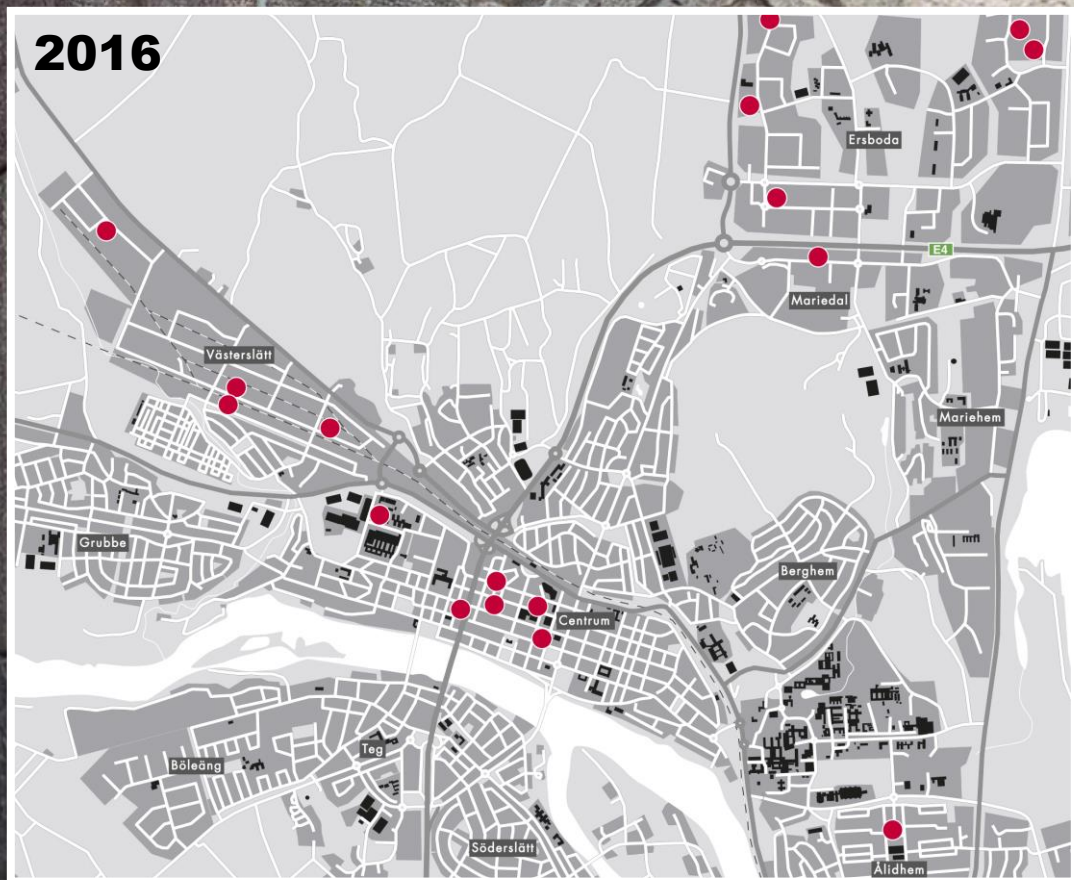 2016
Ersboda
E4
Mariedal
Västerslätt
Mariehem
Grubbe
Berghem
Centrum
Teg
Böleäng
Söderslätt
Ålidhem